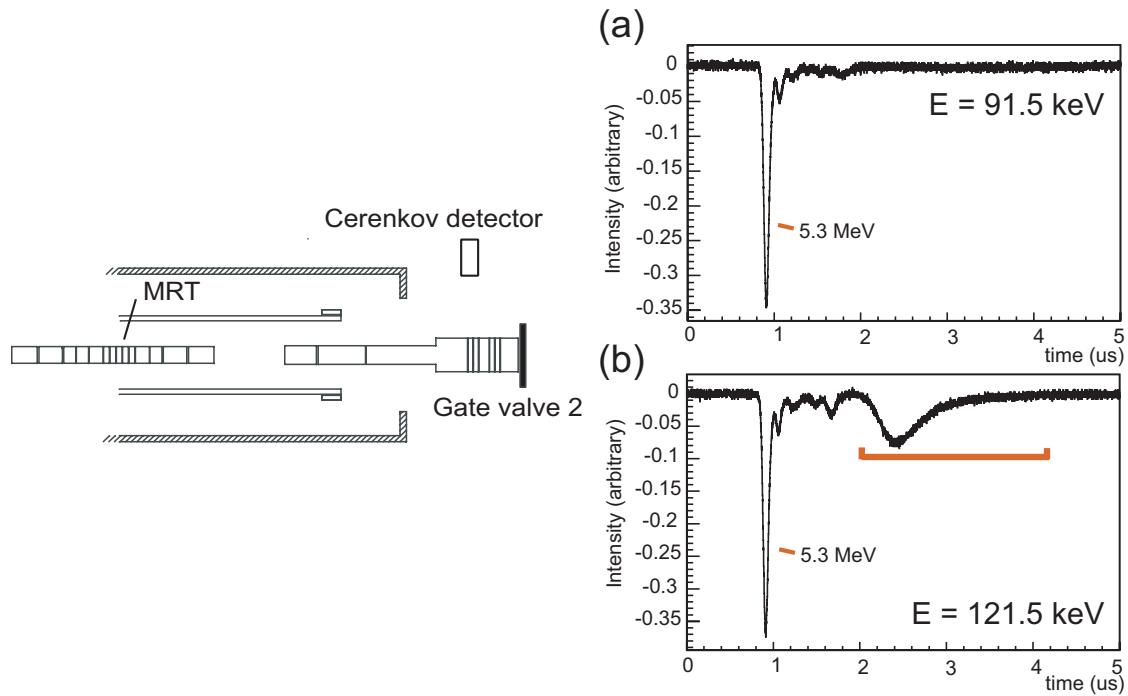 Cerenkov detector
MRT
Gate valve 2
(a)
0
-0.05
-0.1
-0.15
-0.2
-0.25
-0.3
-0.35
Intensity (arbitrary)
E = 91.5 keV
5.3 MeV
0 1 2 3 4 5
time (us)
(b)
0
-0.05
-0.1
-0.15
-0.2
-0.25
-0.3
-0.35
Intensity (arbitrary)
5.3 MeV
E = 121.5 keV
0 1 2 3 4 5
time (us)